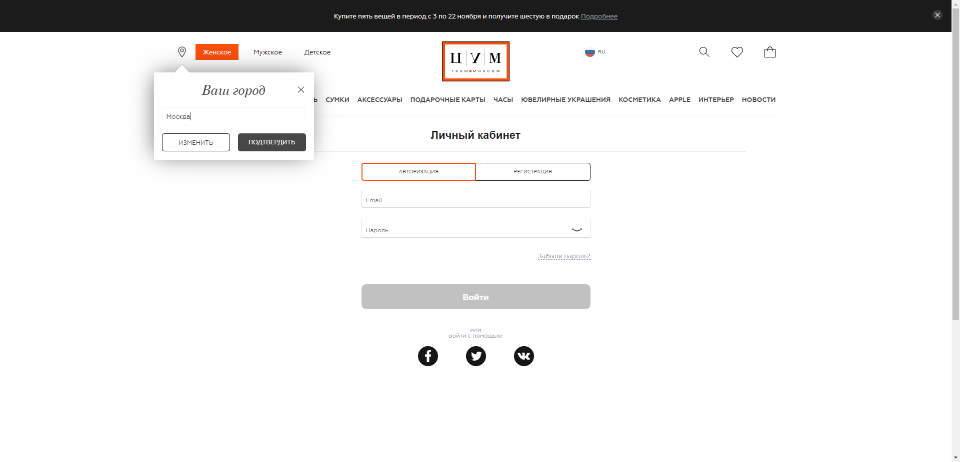 Купите пять вещей в период с 3 по 22 ноября и получите шестую в подарок Подробнее
Женское Мужское Детское
ЦУМ
RU
Ваш город
Москва
ИЗМЕНИТЬ ПОДТВЕРДИТЬ
СУМКИ АКСЕССУАРЫ ПОДАРОЧНЫЕ КАРТЫ ЧАСЫ ЮВЕЛИРНЫЕ УКРАШЕНИЯ КОСМЕТИКА APPLE ИНТЕРЬЕР НОВОСТИ
Личный кабинет
АВТОРИЗАЦИЯ РЕГИСТРАЦИЯ
Email
Пароль
Забыли пароль?
Войти
или
войти с помощью: